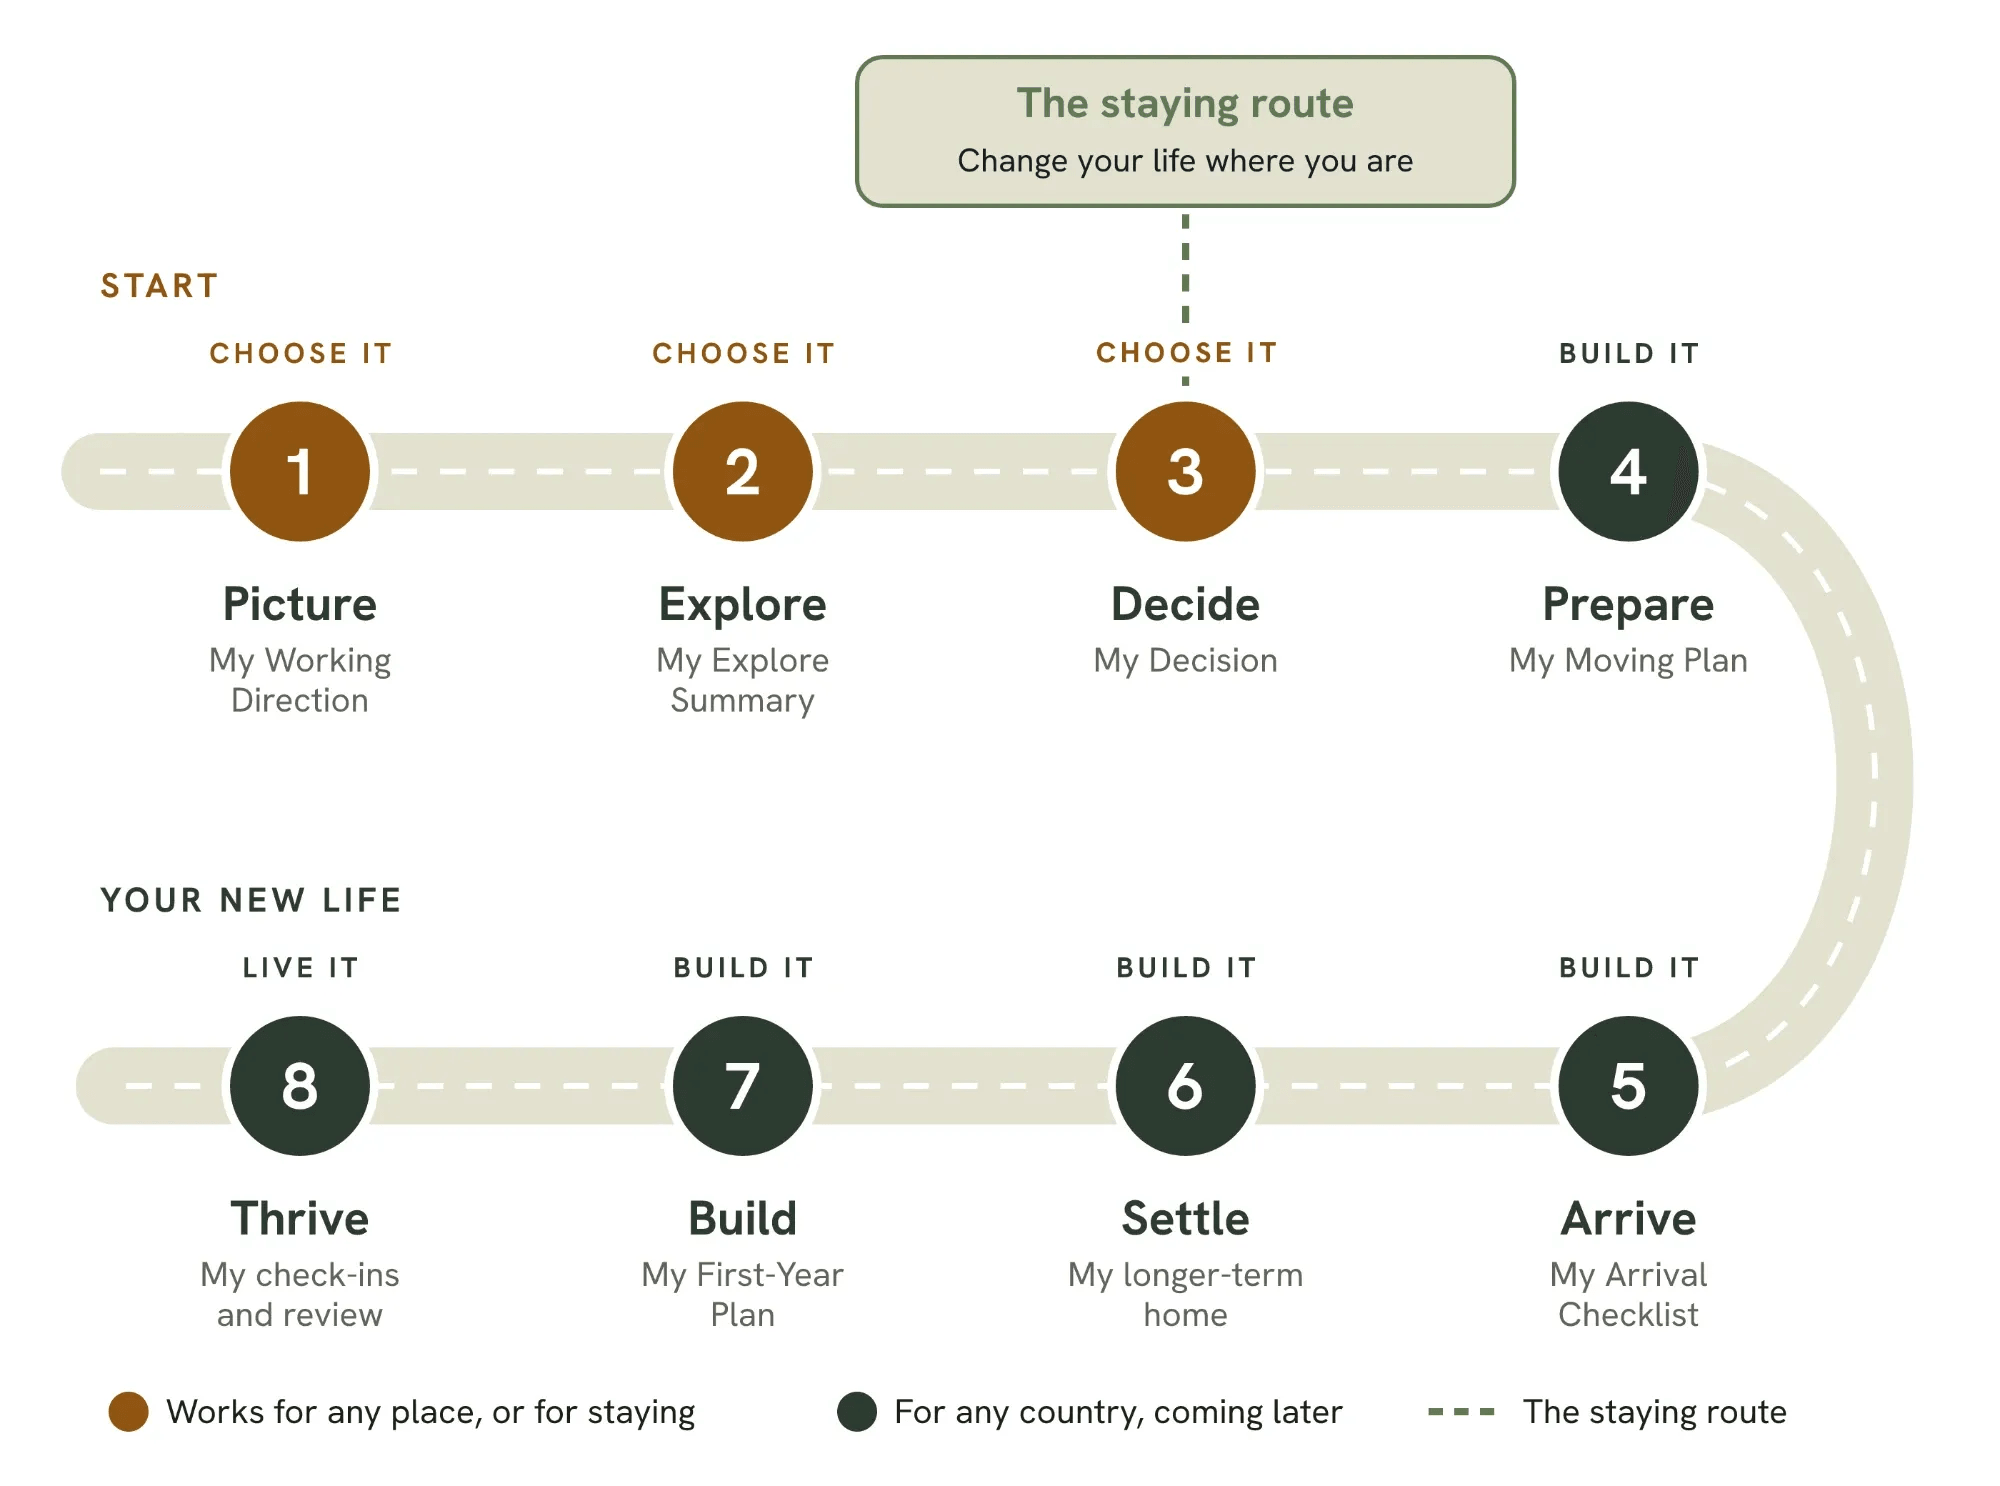 The staying route
Change your life where you are
START
CHOOSE IT
CHOOSE IT
CHOOSE IT
BUILD IT
1
2
3
4
Picture
Explore
Decide
Prepare
My Working
Direction
My Explore
Summary
My Decision
My Moving Plan
YOUR NEW LIFE
LIVE IT
BUILD IT
BUILD IT
BUILD IT
8
7
6
5
Thrive
Build
Settle
Arrive
My check-ins
and review
My First-Year
Plan
My longer-term
home
My Arrival
Checklist
Works for any place, or for staying
For any country, coming later
The staying route